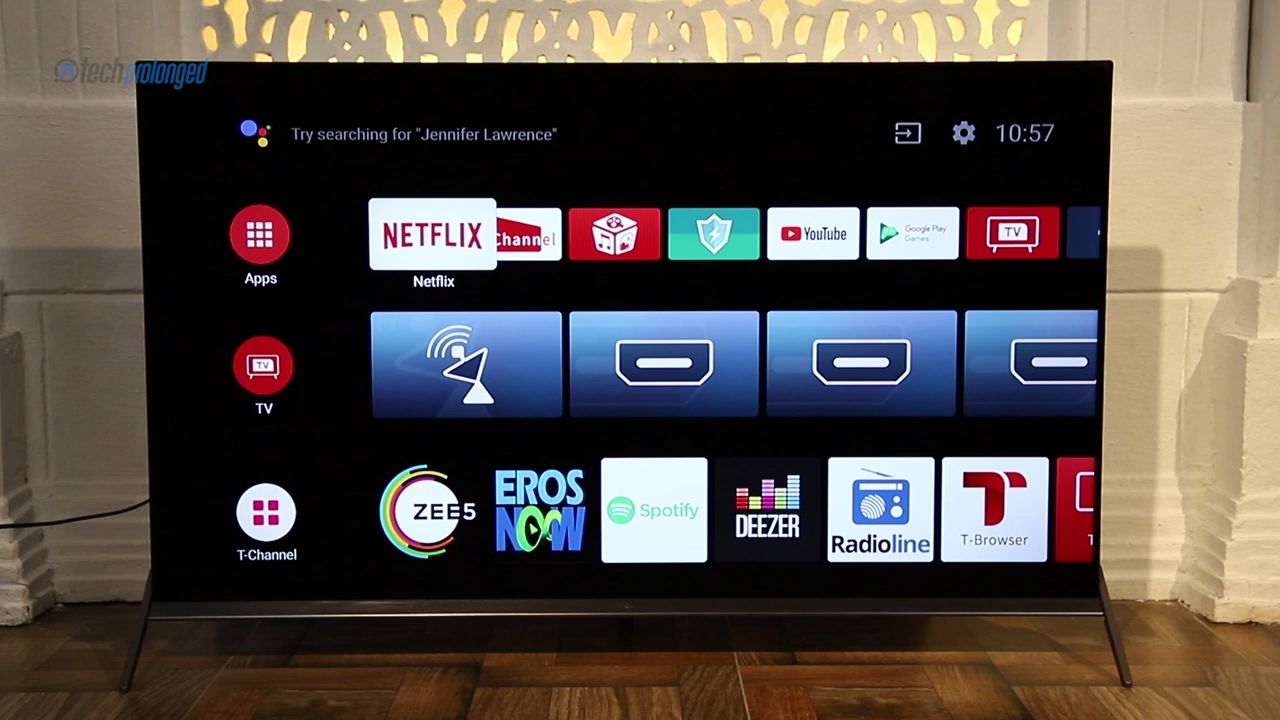 techprolonged
Try searching for "Jennifer Lawrence"
10:57
Apps
NETFLIX
Netflix
Channel
YouTube
Google Play
Games
TV
TV
TV
T-Channel
ZEE5
EROS
NOW
Spotify
DEEZER
Radioline
T-Browser